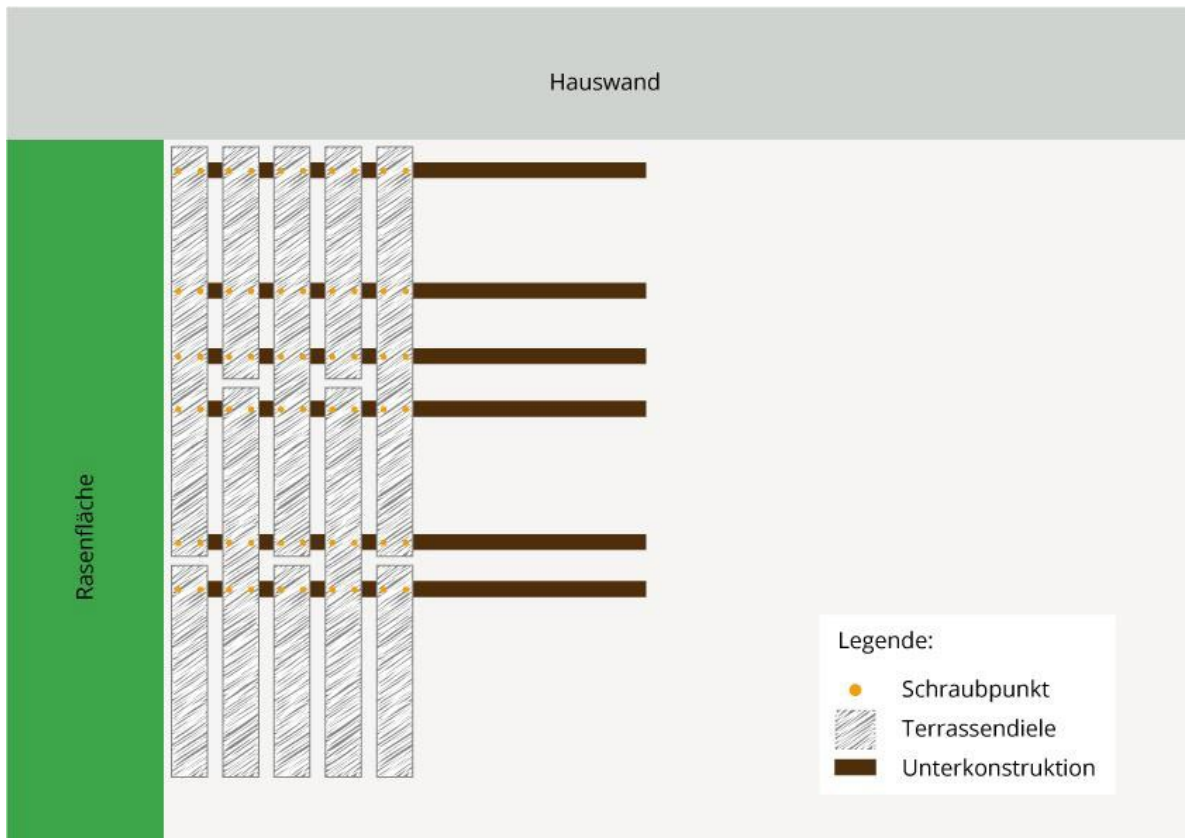 Hauswand
Rasenfläche
Legende:
Schraubpunkt
Terrassendiele
Unterkonstruktion